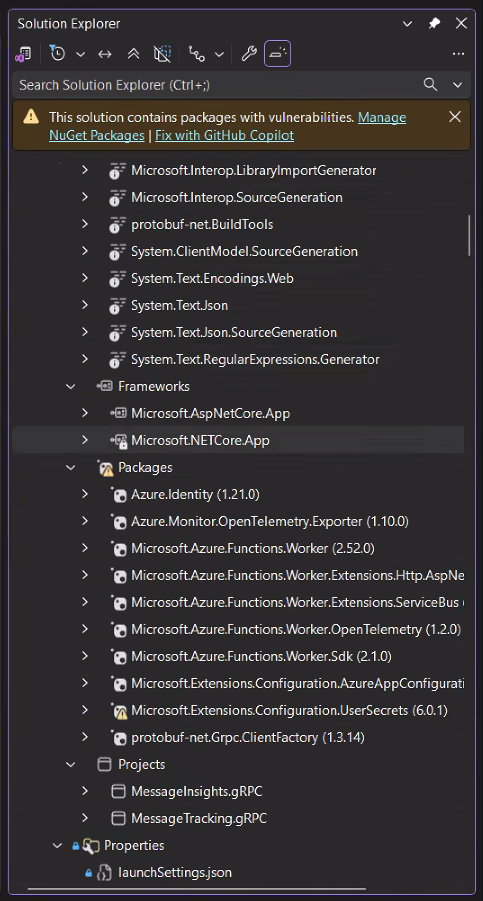 Solution Explorer
Search Solution Explorer (Ctrl+;)
This solution contains packages with vulnerabilities. Manage
NuGet Packages | Fix with GitHub Copilot
Microsoft.Interop.LibraryImportGenerator
Microsoft.Interop.SourceGeneration
protobuf-net.BuildTools
System.ClientModel.SourceGeneration
System.Text.Encodings.Web
System.Text.Json
System.Text.Json.SourceGeneration
System.Text.RegularExpressions.Generator
Frameworks
Microsoft.AspNetCore.App
Microsoft.NETCore.App
Packages
Azure.Identity (1.21.0)
Azure.Monitor.OpenTelemetry.Exporter (1.10.0)
Microsoft.Azure.Functions.Worker (2.52.0)
Microsoft.Azure.Functions.Worker.Extensions.Http.AspNe
Microsoft.Azure.Functions.Worker.Extensions.ServiceBus (
Microsoft.Azure.Functions.Worker.OpenTelemetry (1.2.0)
Microsoft.Azure.Functions.Worker.Sdk (2.1.0)
Microsoft.Extensions.Configuration.AzureAppConfigurati
Microsoft.Extensions.Configuration.UserSecrets (6.0.1)
protobuf-net.Grpc.ClientFactory (1.3.14)
Projects
MessageInsights.gRPC
MessageTracking.gRPC
Properties
launchSettings.json